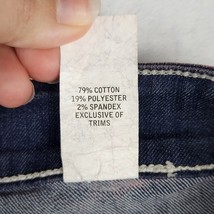 79% COTTON
19% POLYESTER
2% SPANDEX
EXCLUSIVE OF
TRIMS